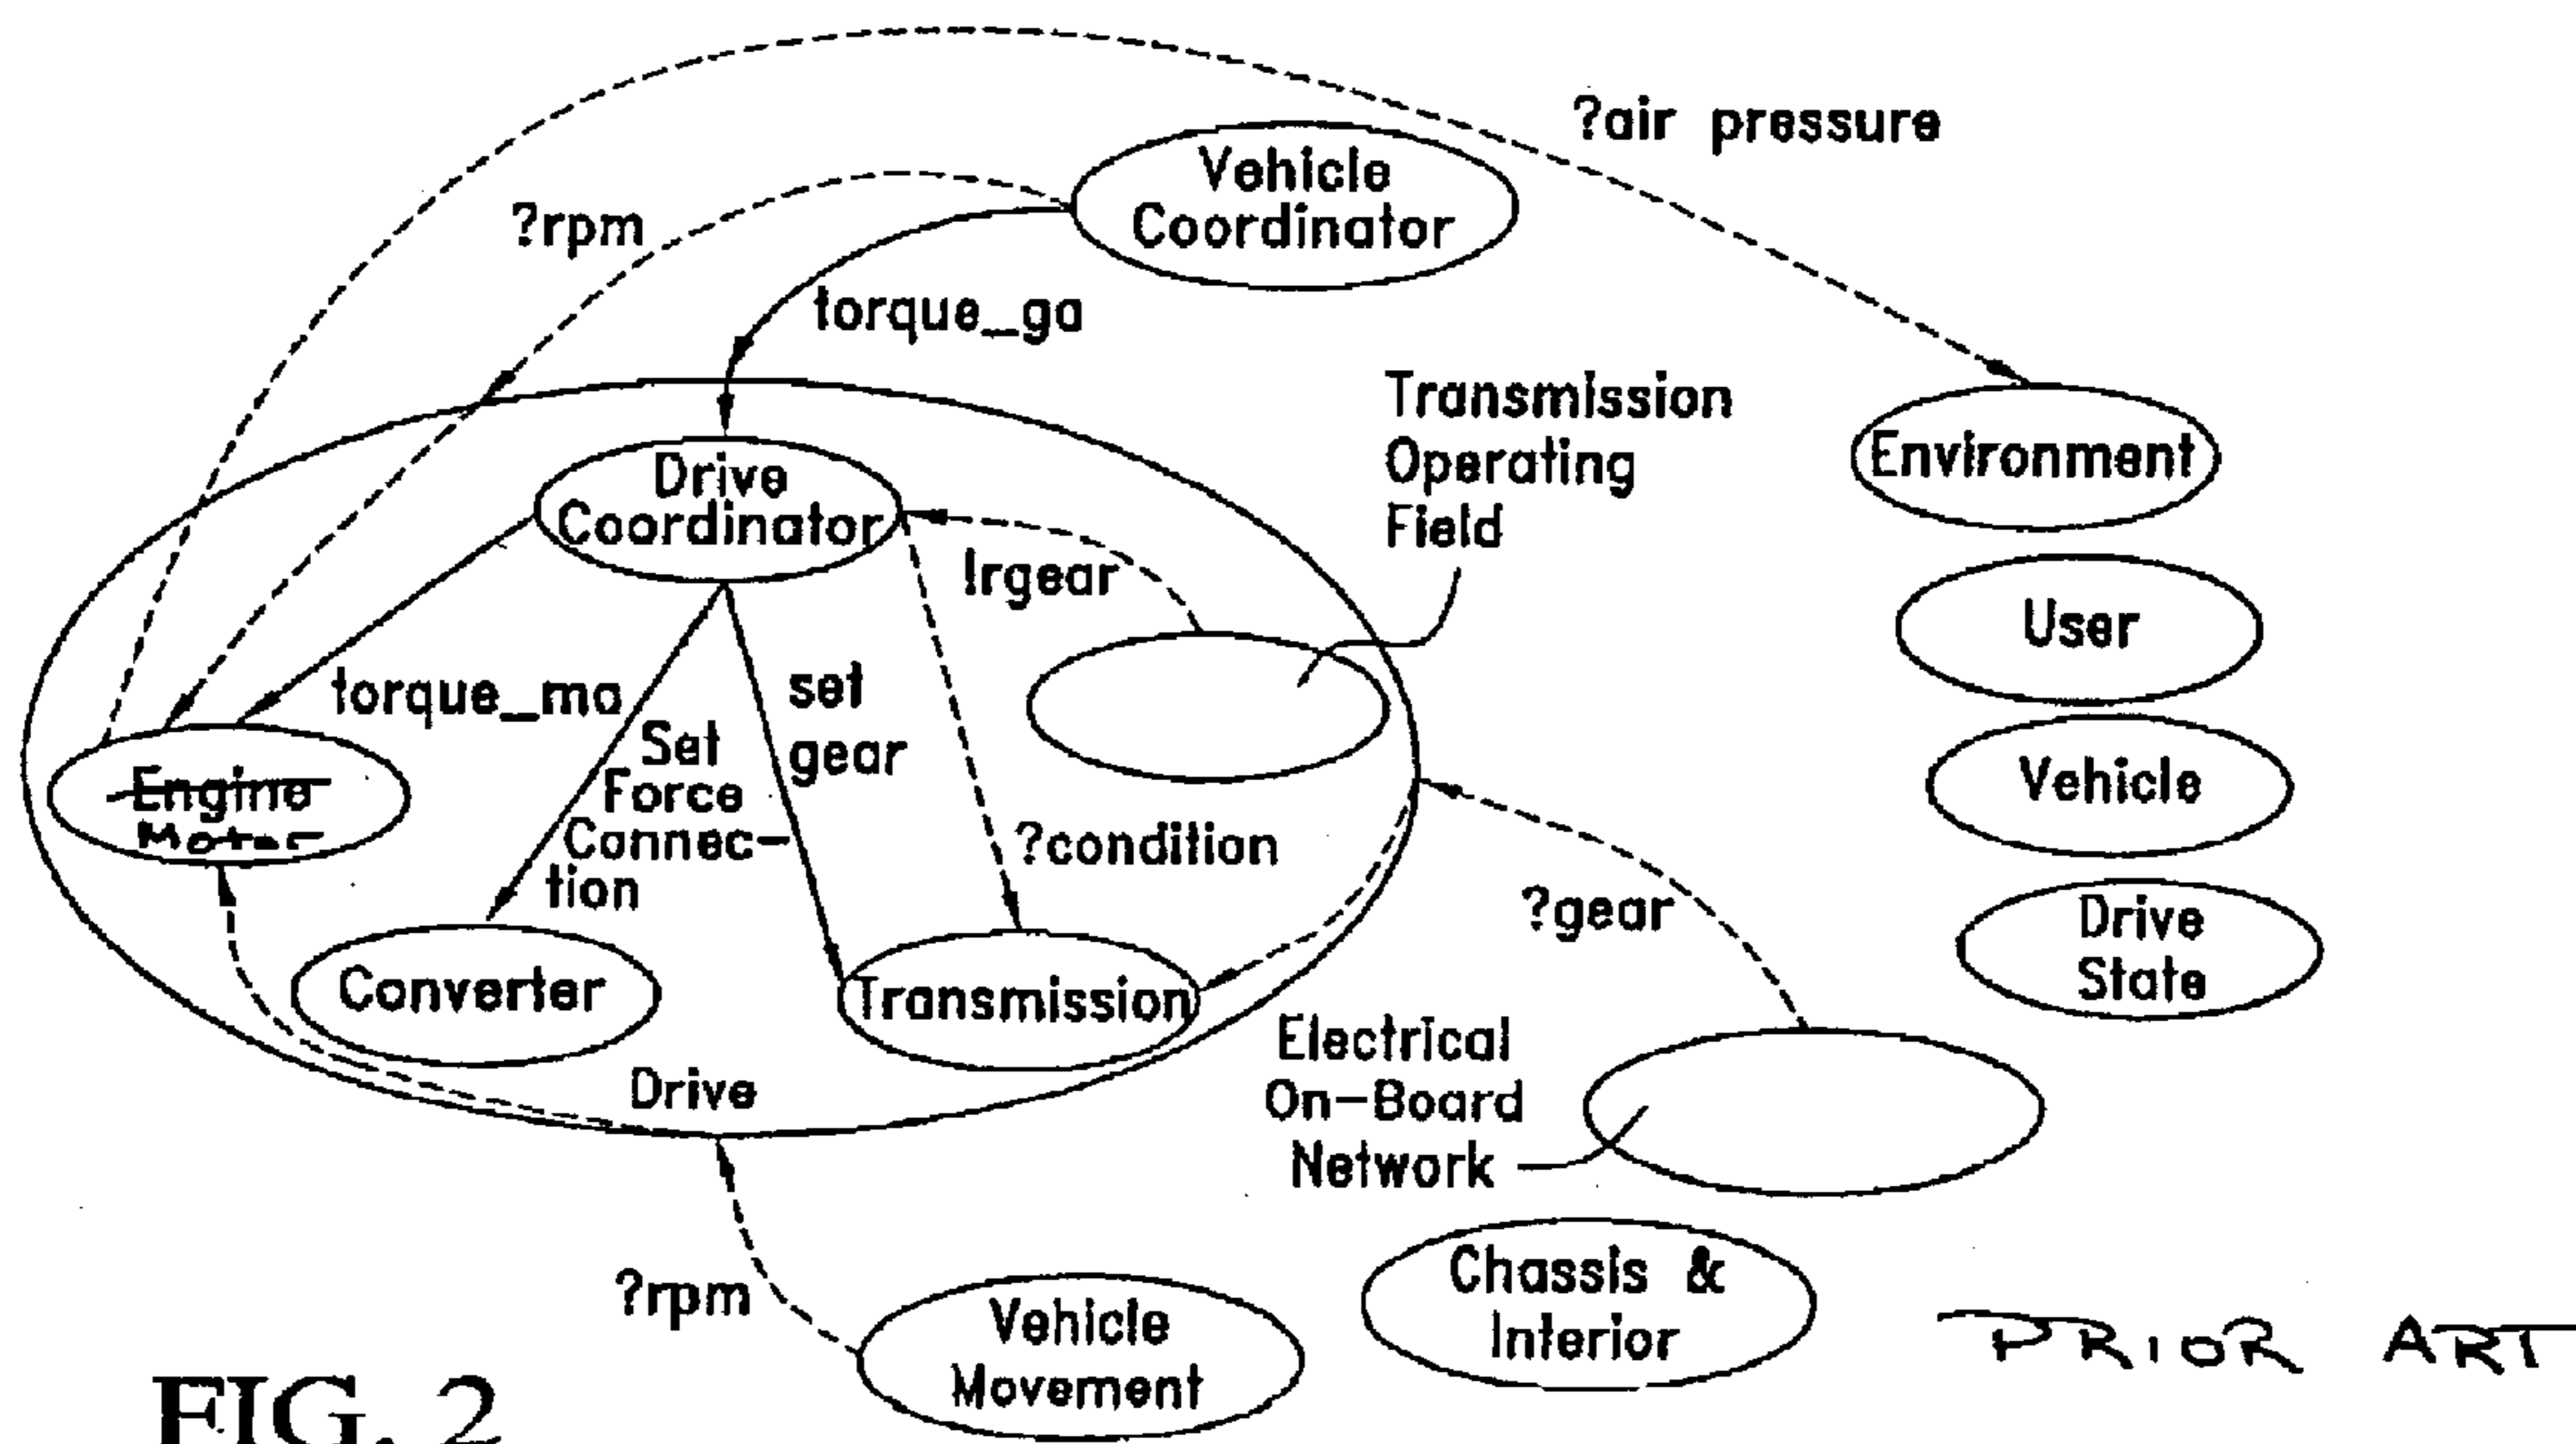 ?air pressure
Vehicle
Coordinator
?rpm
torque_ga
Transmission
Operating
Field
Environment
Drive
Coordinator
!rgear
User
torque_ma
set
gear
Set
Force
Connec-
tion
Vehicle
Engine
Motor
?condition
?gear
Drive
State
Converter
Transmission
Electrical
On-Board
Network
Drive
Chassis &
Interior
?rpm
Vehicle
Movement
PRIOR ART
FIG. 2